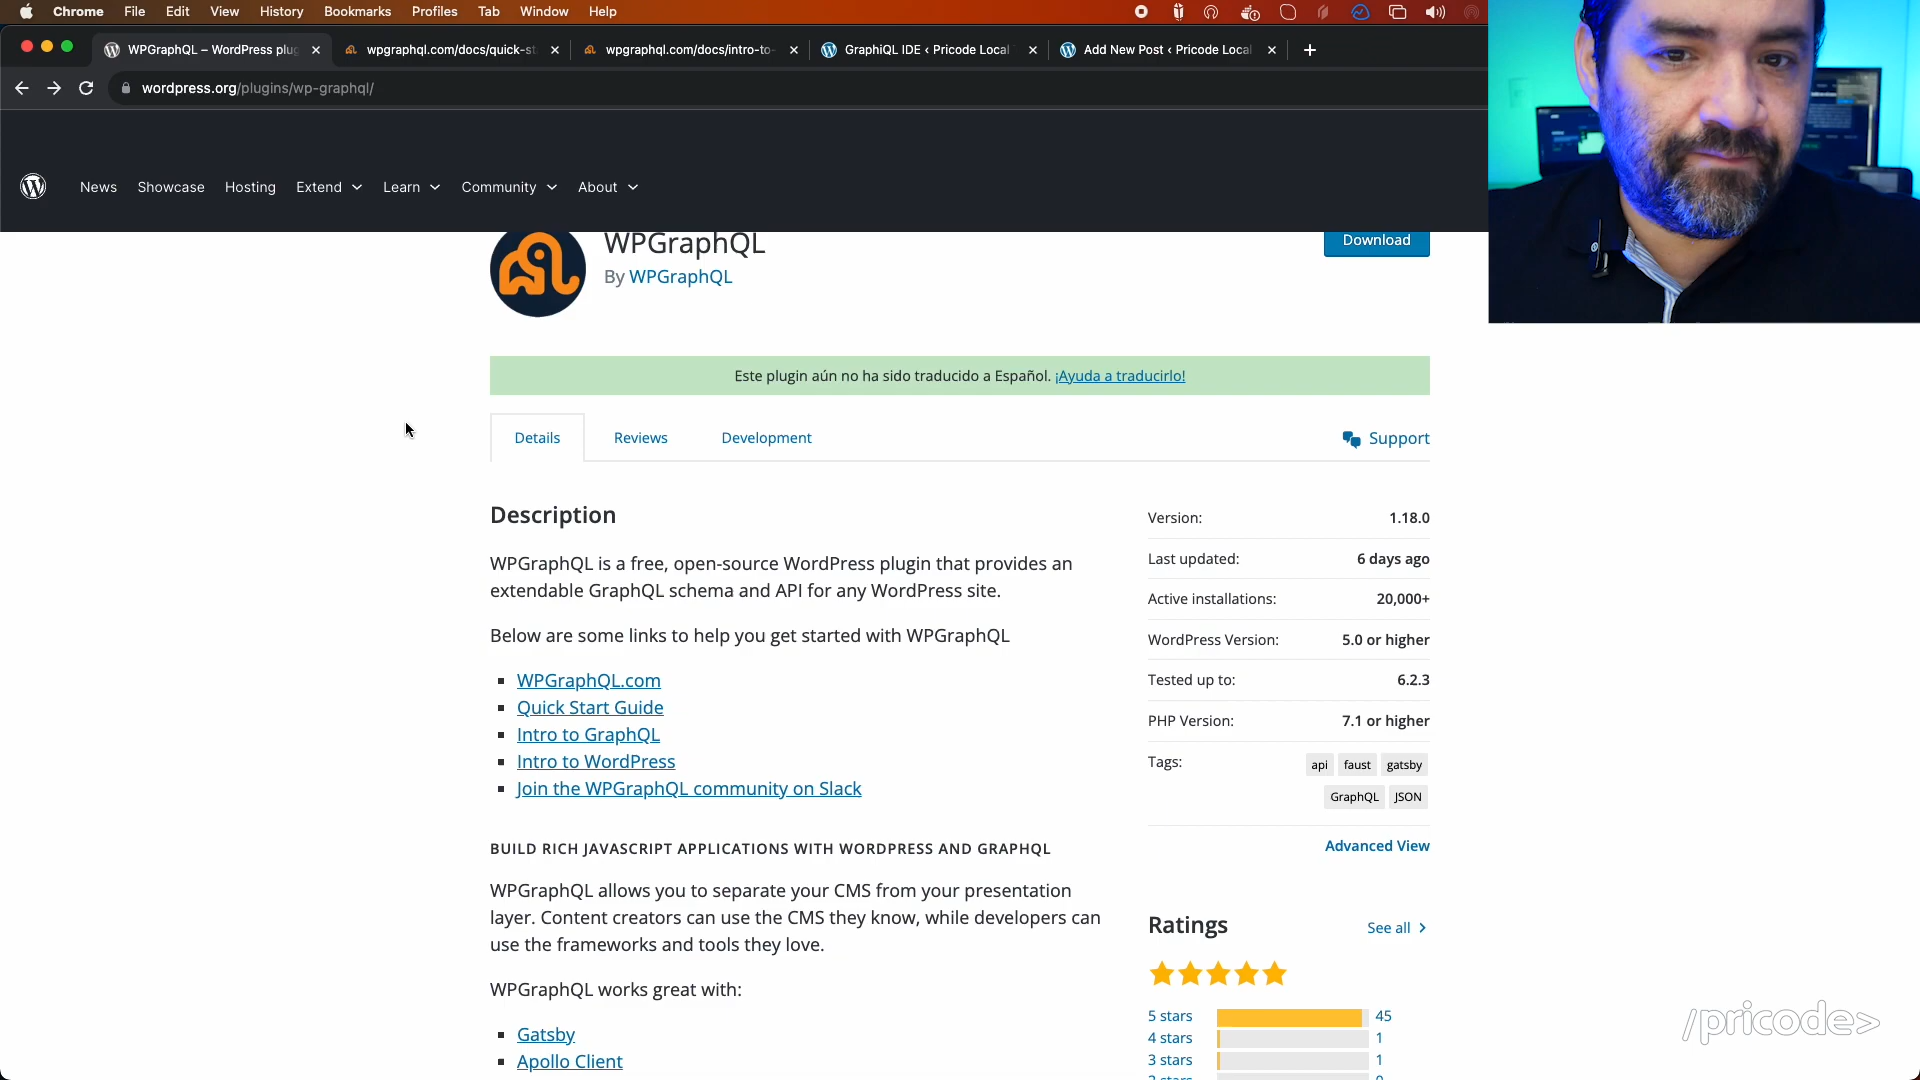 Chrome File Edit View History Bookmarks Profiles Tab Window Help
WPGraphQL – WordPress plug
wpgraphql.com/docs/quick-st
wpgraphql.com/docs/intro-to-
GraphiQL IDE ‹ Pricode Local
Add New Post ‹ Pricode Local
wordpress.org/plugins/wp-graphql/
News Showcase Hosting Extend Learn Community About
WPGraphQL
By WPGraphQL
Download
Este plugin aún no ha sido traducido a Español. ¡Ayuda a traducirlo!
Details Reviews Development
Support
Description
WPGraphQL is a free, open-source WordPress plugin that provides an
extendable GraphQL schema and API for any WordPress site.
Below are some links to help you get started with WPGraphQL
WPGraphQL.com
Quick Start Guide
Intro to GraphQL
Intro to WordPress
Join the WPGraphQL community on Slack
BUILD RICH JAVASCRIPT APPLICATIONS WITH WORDPRESS AND GRAPHQL
WPGraphQL allows you to separate your CMS from your presentation
layer. Content creators can use the CMS they know, while developers can
use the frameworks and tools they love.
WPGraphQL works great with:
Gatsby
Apollo Client
Version: 1.18.0
Last updated: 6 days ago
Active installations: 20,000+
WordPress Version: 5.0 or higher
Tested up to: 6.2.3
PHP Version: 7.1 or higher
Tags: api faust gatsby
GraphQL JSON
Advanced View
Ratings
See all
5 stars 45
4 stars 1
3 stars 1
/pricode>